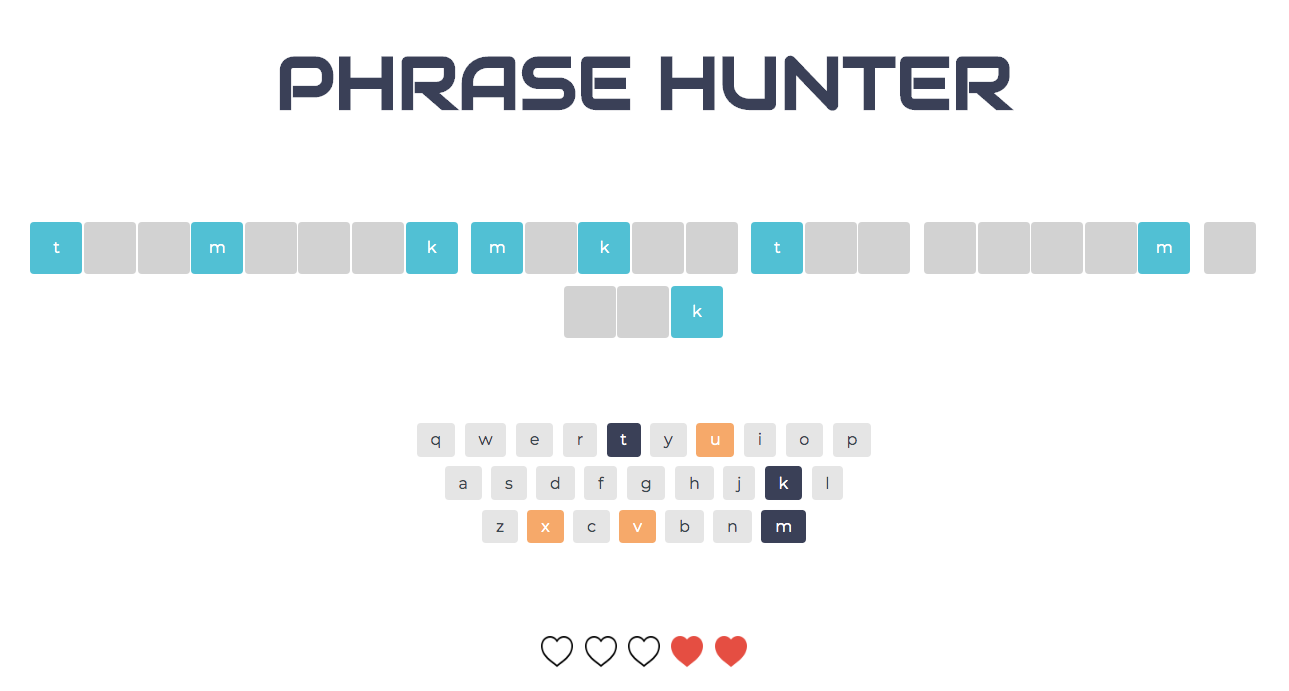 PHRASE HUNTER
t m k m k t m
k
q w e r t y u i o p
a s d f g h j k l
z x c v b n m